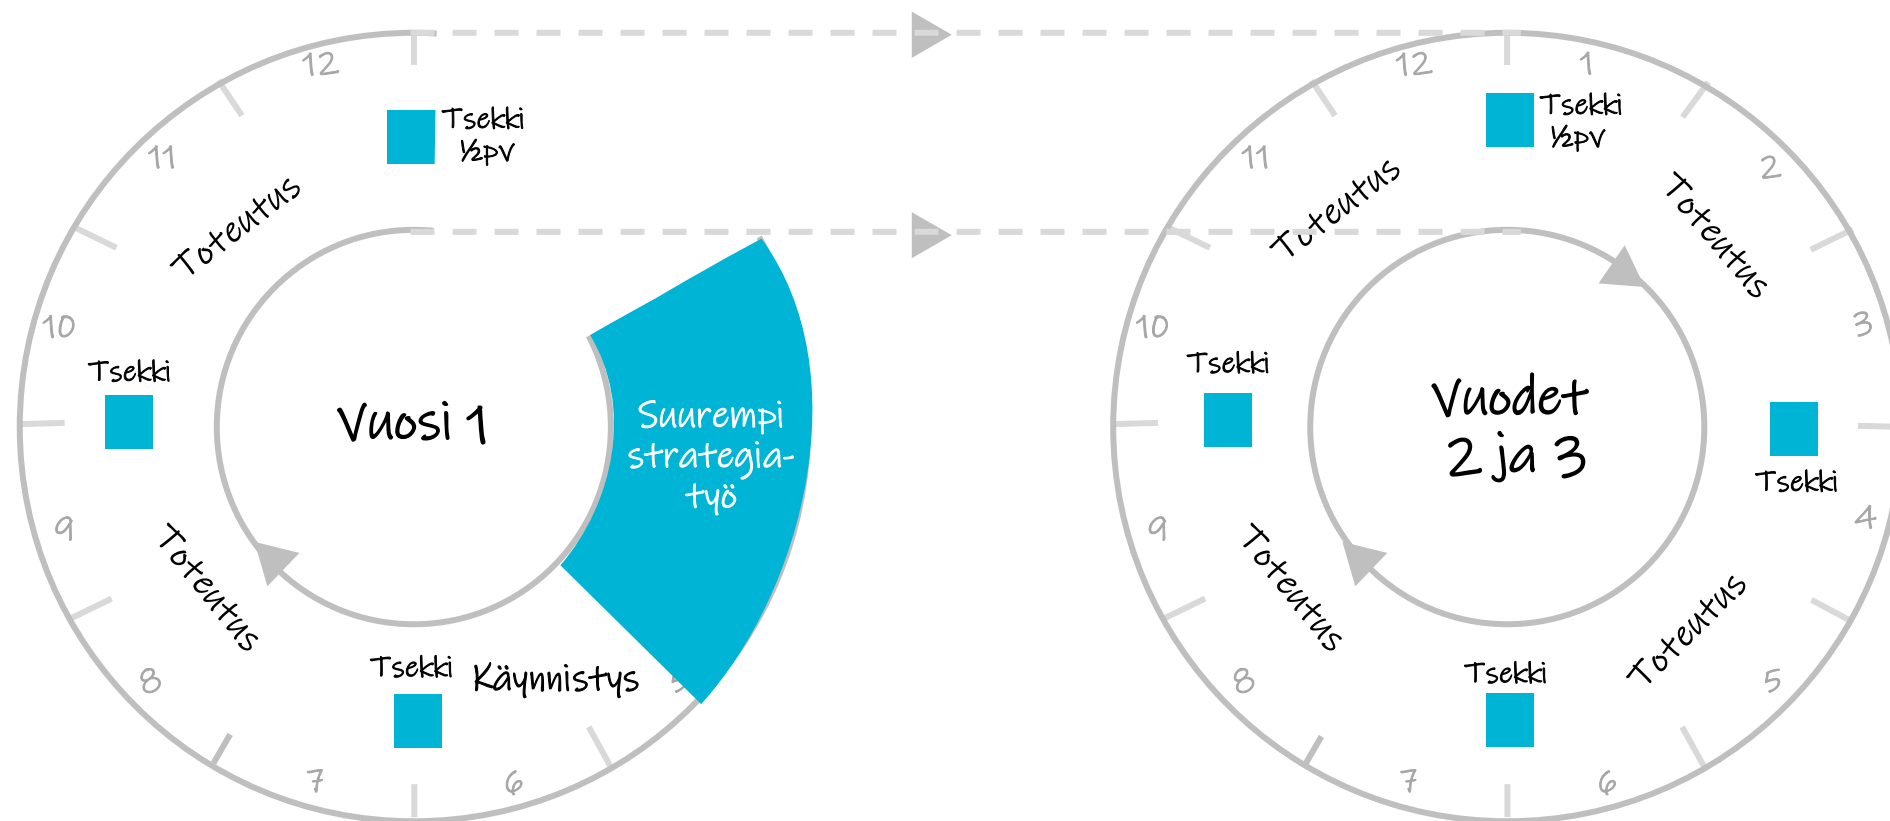 12
Tsekki
½pv
11
Toteutus
10
Tsekki
Vuosi 1
Suurempi
strategia-
työ
9
Toteutus
8
Tsekki
Käynnistys
5
7
6
12
1
Tsekki
½pv
11
2
Toteutus
Toteutus
10
3
Tsekki
Vuodet
2 ja 3
Tsekki
9
4
Toteutus
Toteutus
8
Tsekki
5
7
6